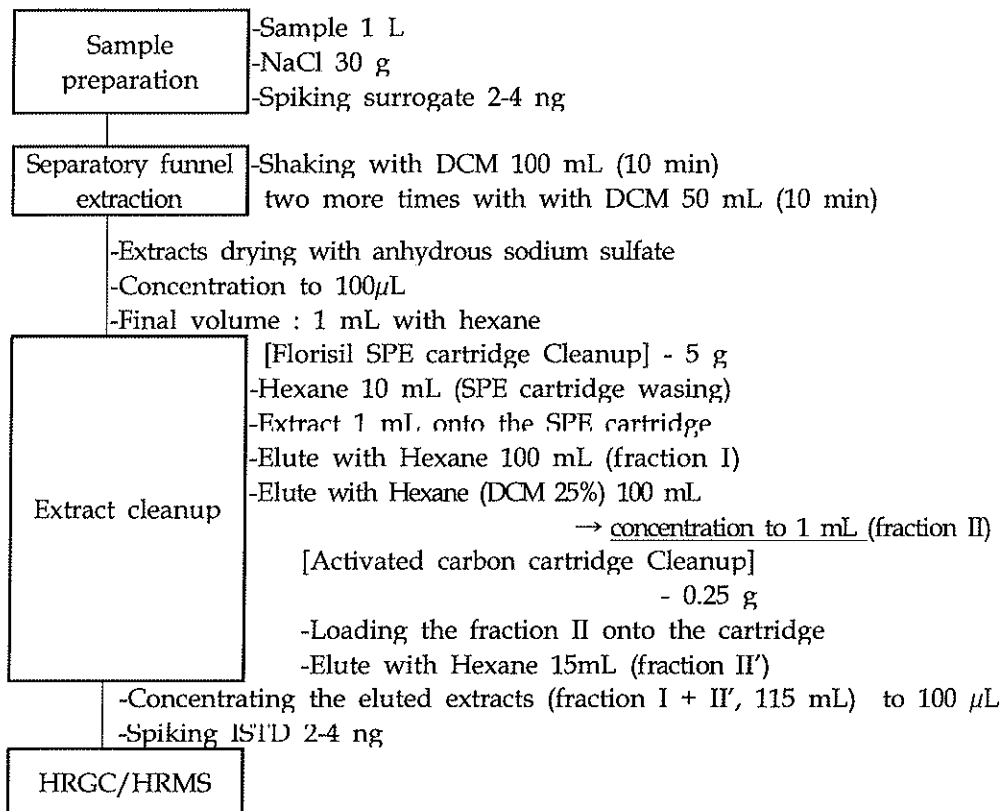 Sample
preparation
-Sample 1 L
-NaCl 30 g
-Spiking surrogate 2-4 ng
Separatory funnel
extraction
-Shaking with DCM 100 mL (10 min)
two more times with with DCM 50 mL (10 min)
-Extracts drying with anhydrous sodium sulfate
-Concentration to 100μL
-Final volume : 1 mL with hexane
Extract cleanup
[Florisil SPE cartridge Cleanup] - 5 g
-Hexane 10 mL (SPE cartridge wasing)
-Extract 1 mL onto the SPE cartridge
-Elute with Hexane 100 mL (fraction I)
-Elute with Hexane (DCM 25%) 100 mL
→ concentration to 1 mL (fraction II)
[Activated carbon cartridge Cleanup]
- 0.25 g
-Loading the fraction II onto the cartridge
-Elute with Hexane 15mL (fraction II')
-Concentrating the eluted extracts (fraction I + II', 115 mL) to 100 μL
-Spiking ISTD 2-4 ng
HRGC/HRMS